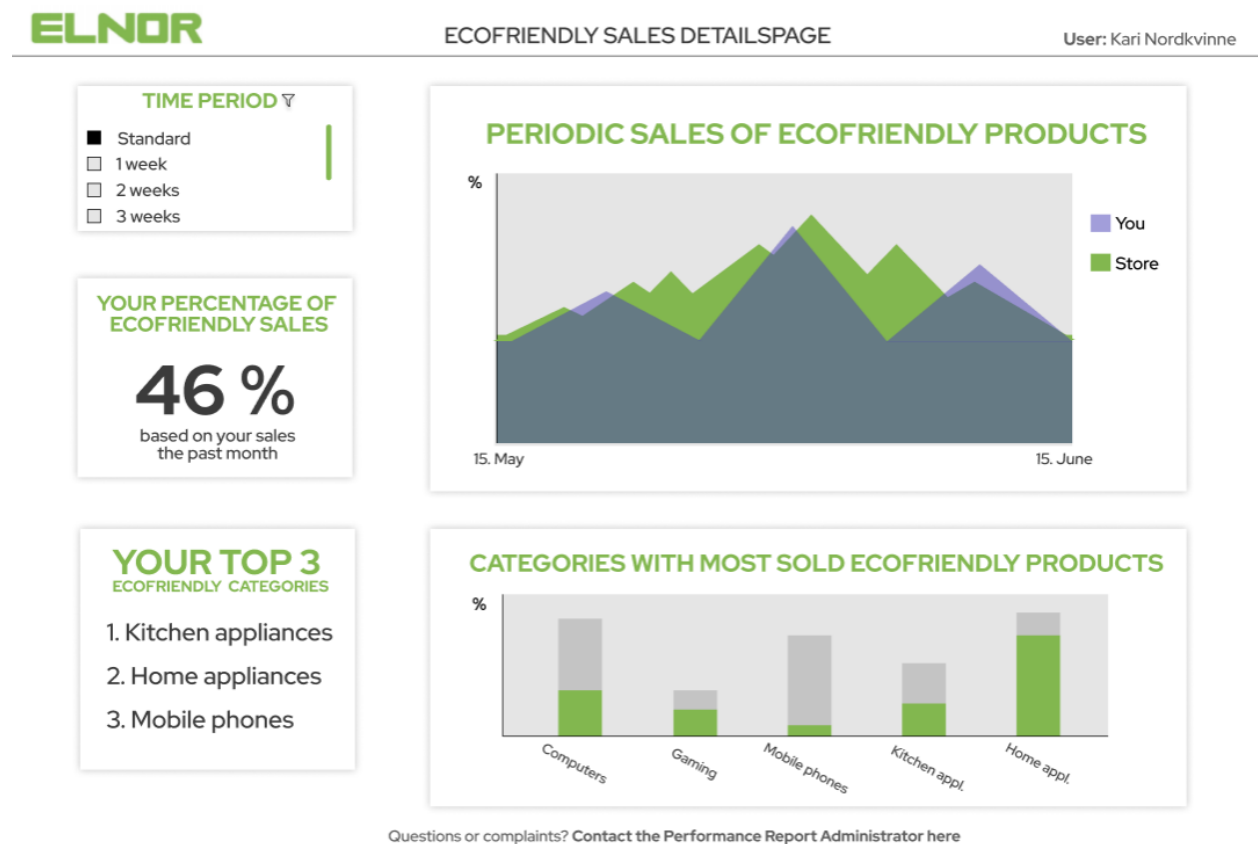 ELNOR
ECOFRIENDLY SALES DETAILSPAGE
User: Kari Nordkvinne
TIME PERIOD
Standard
1 week
2 weeks
3 weeks
YOUR PERCENTAGE OF
ECOFRIENDLY SALES
46 %
based on your sales
the past month
YOUR TOP 3
ECOFRIENDLY CATEGORIES
1. Kitchen appliances
2. Home appliances
3. Mobile phones
PERIODIC SALES OF ECOFRIENDLY PRODUCTS
%
You
Store
15. May
15. June
CATEGORIES WITH MOST SOLD ECOFRIENDLY PRODUCTS
%
Computers
Gaming
Mobile phones
Kitchen appl.
Home appl.
Questions or complaints? Contact the Performance Report Administrator here